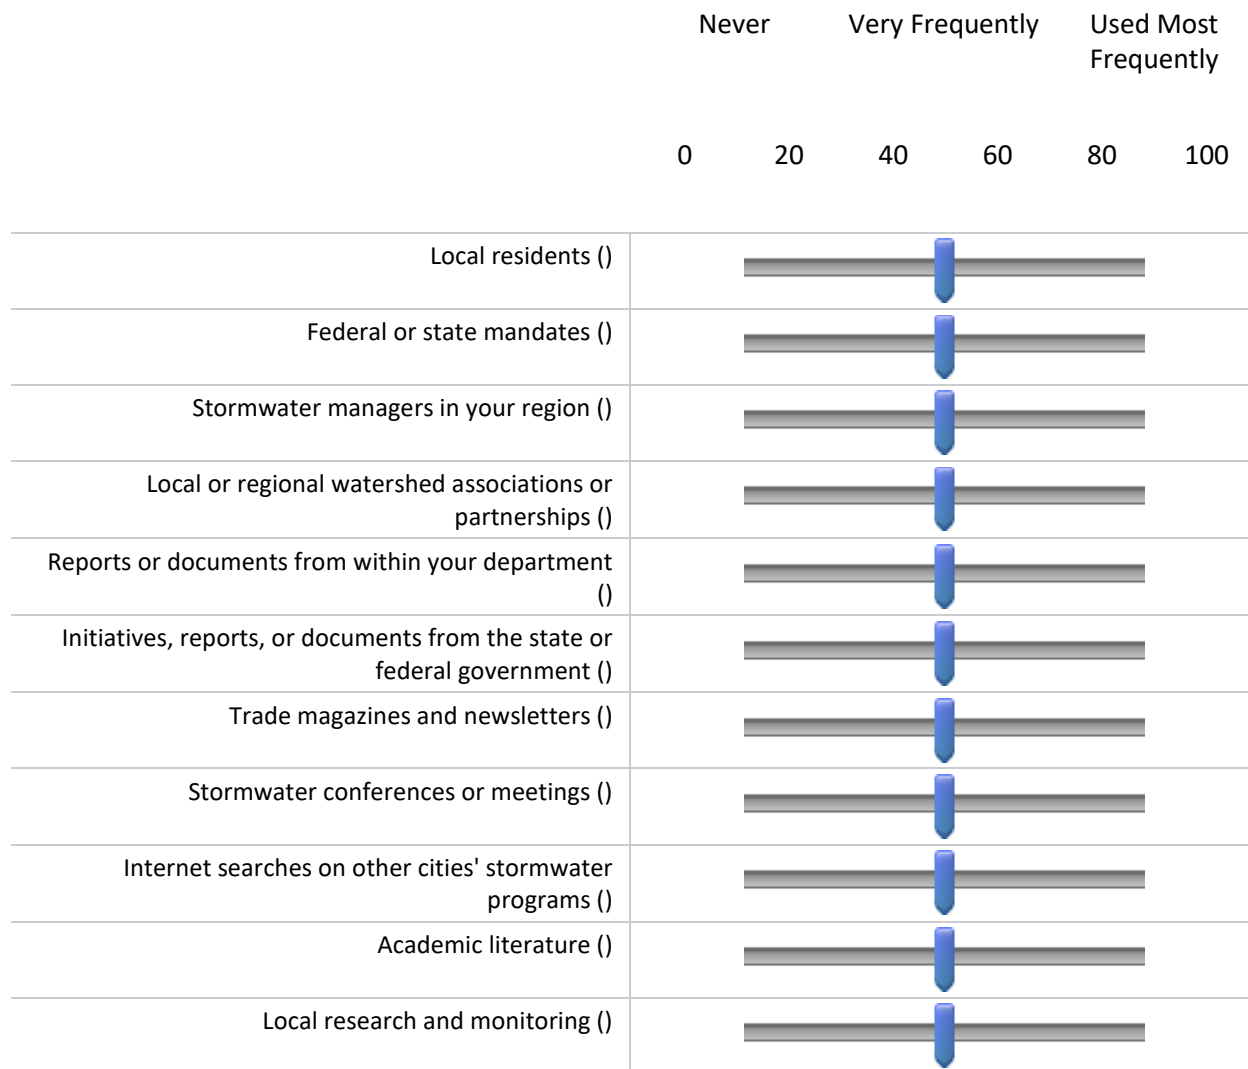 Never Very Frequently Used Most
Frequently
0 20 40 60 80 100
Local residents ()
Federal or state mandates ()
Stormwater managers in your region ()
Local or regional watershed associations or
partnerships ()
Reports or documents from within your department
()
Initiatives, reports, or documents from the state or
federal government ()
Trade magazines and newsletters ()
Stormwater conferences or meetings ()
Internet searches on other cities' stormwater
programs ()
Academic literature ()
Local research and monitoring ()